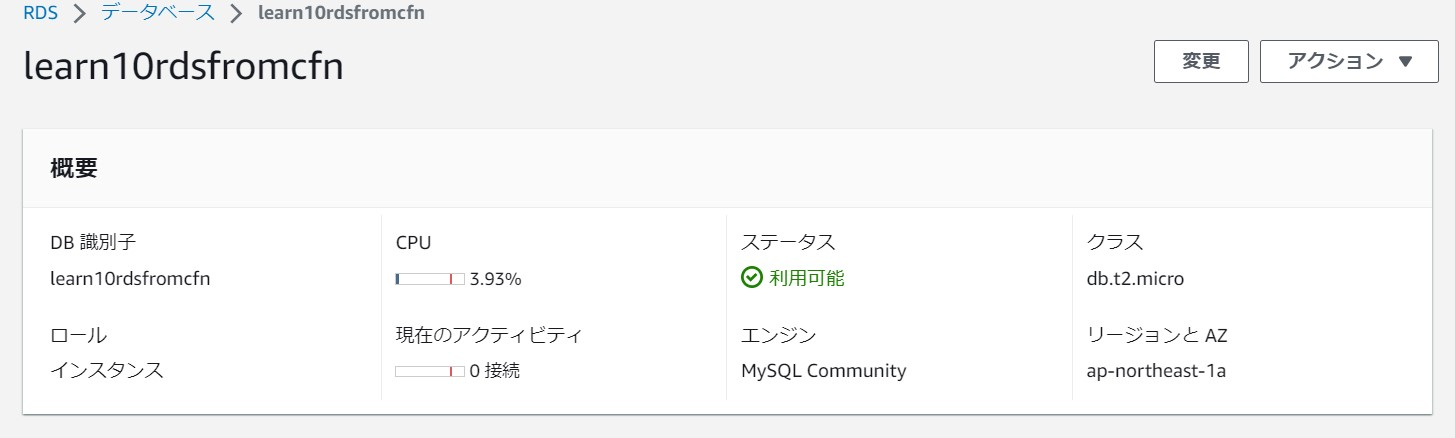 RDS > データベース > learn10rdsfromcfn
learn10rdsfromcfn
変更
アクション ▼
概要
DB 識別子
learn10rdsfromcfn
CPU
3.93%
ステータス
利用可能
クラス
db.t2.micro
ロール
インスタンス
現在のアクティビティ
0 接続
エンジン
MySQL Community
リージョンと AZ
ap-northeast-1a